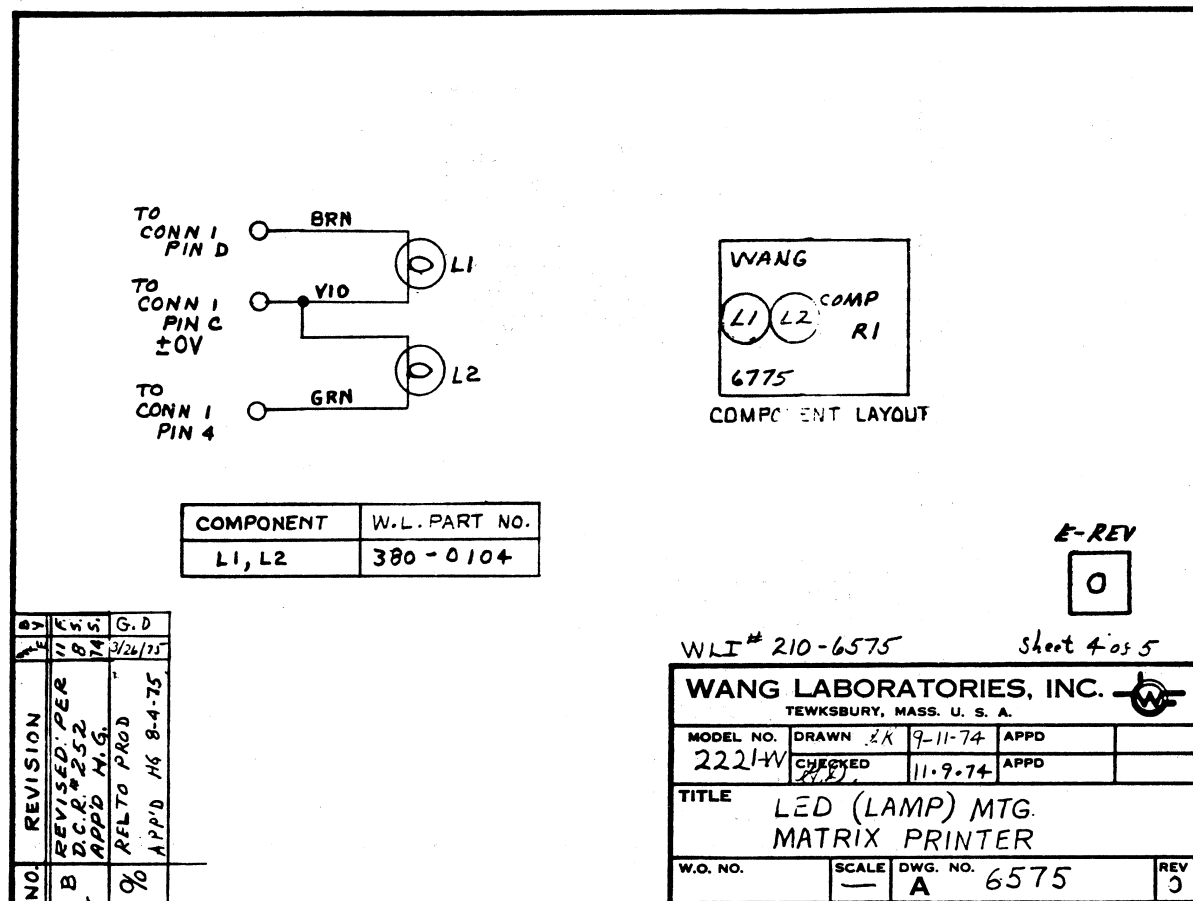 TO
CONN 1
PIN D
BRN
L1
TO
CONN 1
PIN C
±0V
VIO
L2
TO
CONN 1
PIN 4
GRN
WANG
L1 L2 COMP
R1
6775
COMPONENT LAYOUT
COMPONENT W.L. PART NO.
L1, L2 380-0104
E-REV
0
WLI# 210-6575 Sheet 4 of 5
WANG LABORATORIES, INC.
TEWKSBURY, MASS. U. S. A.
MODEL NO. 2221-W
DRAWN 9-11-74 APPD
CHECKED 11.9.74 APPD
TITLE LED (LAMP) MTG.
MATRIX PRINTER
W.O. NO. SCALE — DWG. NO. A 6575 REV
BY F.S.S. G.D
11 8 74 3/26/75
REVISION
REVISED PER
D.C.R.#252
APP'D H.G.
REL TO PROD
APP'D HG 8-4-75
NO. B